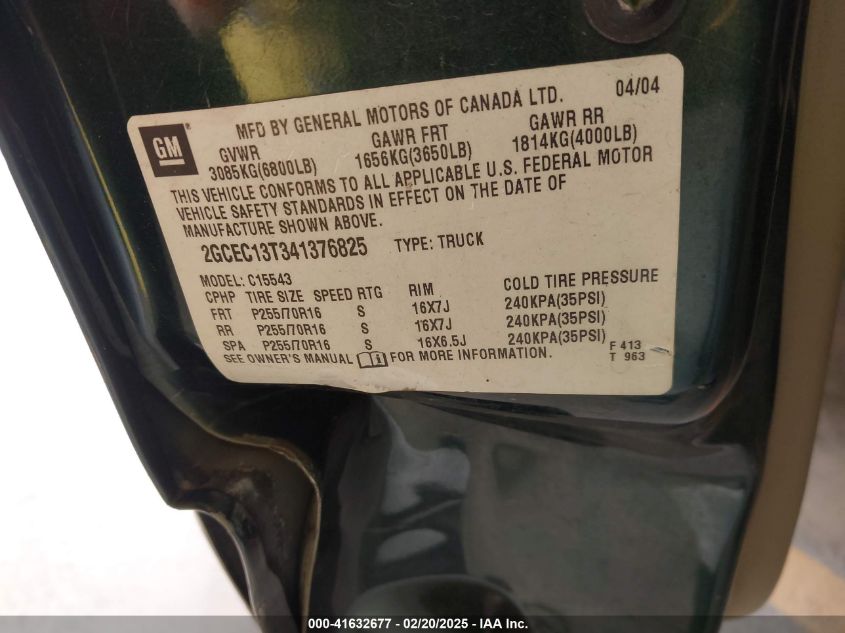 GM
MFD BY GENERAL MOTORS OF CANADA LTD. 04/04
GVWR GAWR FRT GAWR RR
3085KG(6800LB) 1656KG(3650LB) 1814KG(4000LB)
THIS VEHICLE CONFORMS TO ALL APPLICABLE U.S. FEDERAL MOTOR
VEHICLE SAFETY STANDARDS IN EFFECT ON THE DATE OF
MANUFACTURE SHOWN ABOVE.
2GCEC13T341376825 TYPE: TRUCK
MODEL: C15543
CPHP TIRE SIZE SPEED RTG RIM COLD TIRE PRESSURE
FRT P255/70R16 S 16X7J 240KPA(35PSI)
RR P255/70R16 S 16X7J 240KPA(35PSI)
SPA P255/70R16 S 16X6.5J 240KPA(35PSI)
SEE OWNER'S MANUAL FOR MORE INFORMATION.
F 413
T 963
000-41632677 - 02/20/2025 - IAA Inc.